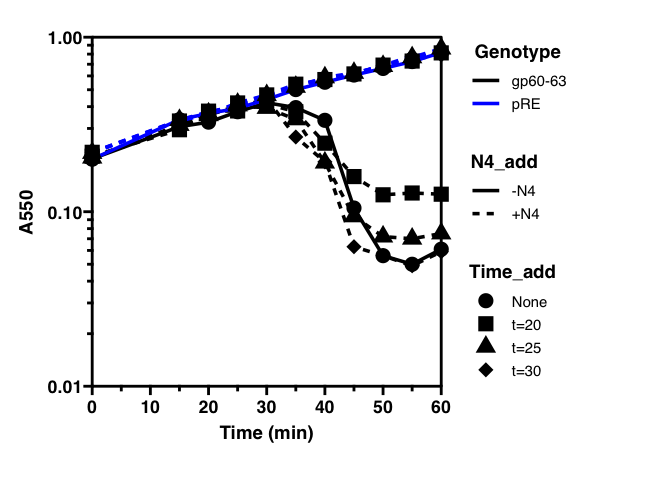 1.00
0.10
0.01
A550
0 10 20 30 40 50 60
Time (min)
Genotype
gp60-63
pRE
N4_add
-N4
+N4
Time_add
None
t=20
t=25
t=30